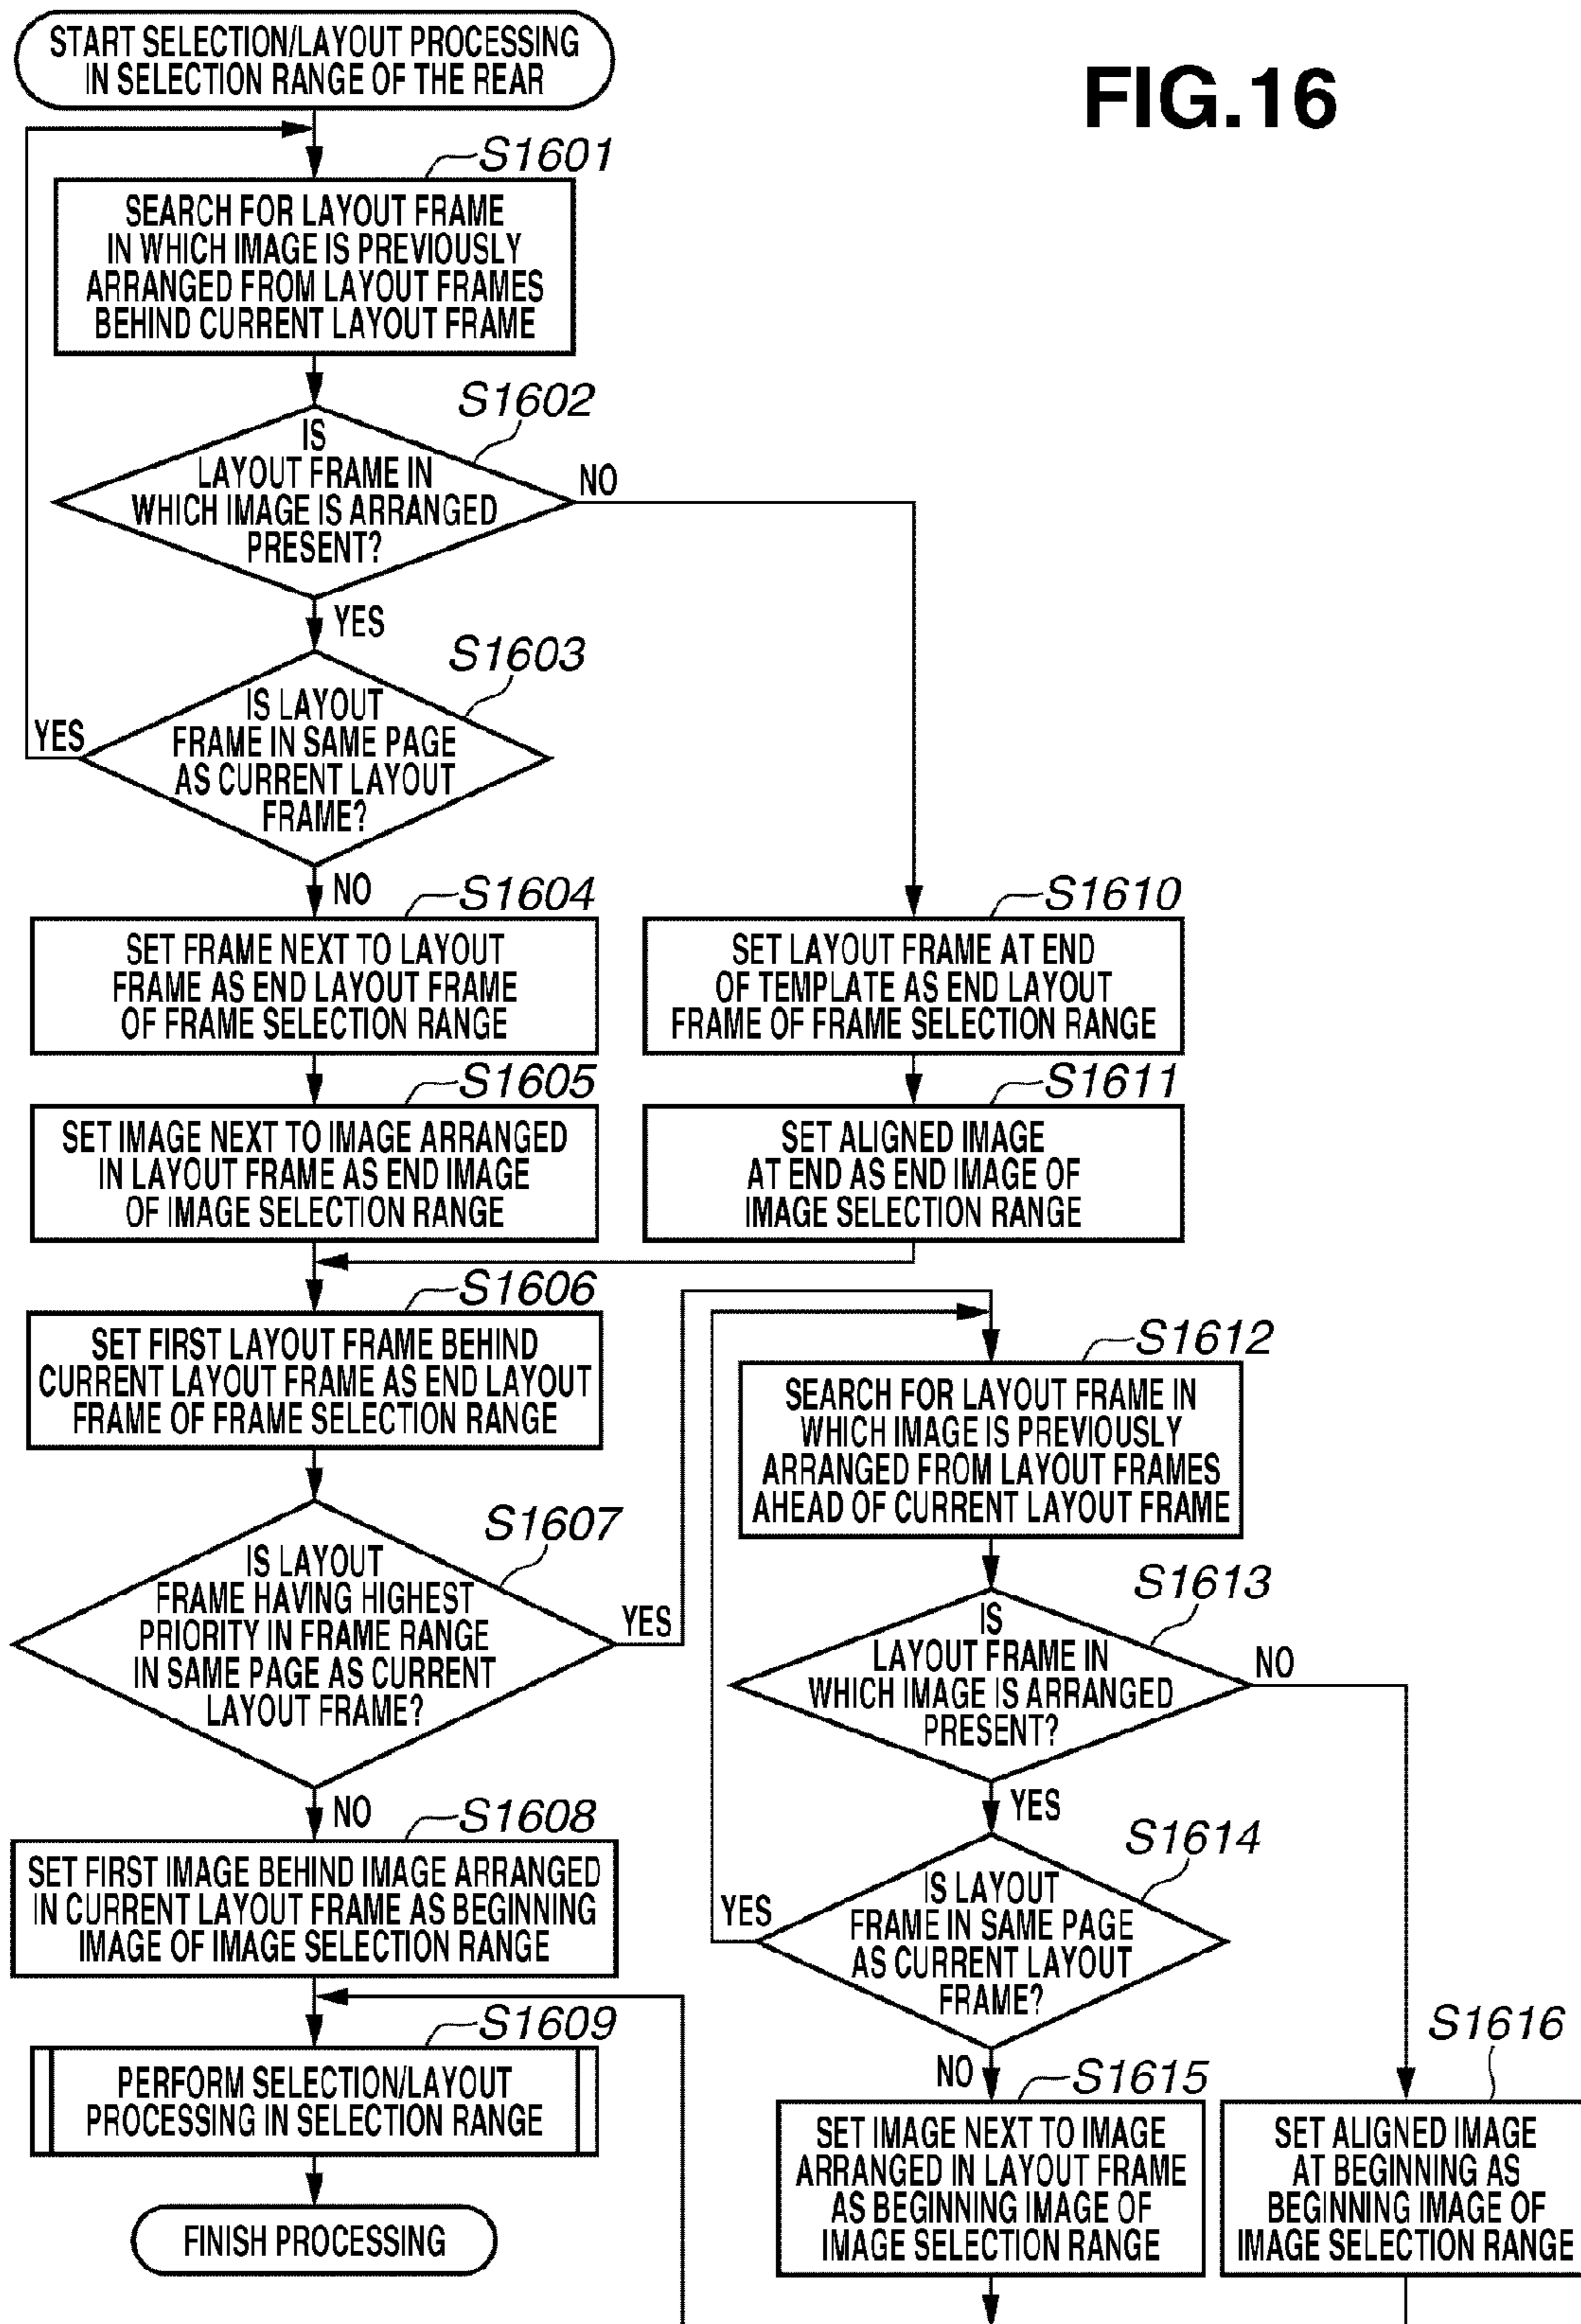 START SELECTION/LAYOUT PROCESSING
IN SELECTION RANGE OF THE REAR
FIG.16
S1601
SEARCH FOR LAYOUT FRAME
IN WHICH IMAGE IS PREVIOUSLY
ARRANGED FROM LAYOUT FRAMES
BEHIND CURRENT LAYOUT FRAME
S1602
IS
LAYOUT FRAME IN
WHICH IMAGE IS ARRANGED
PRESENT?
NO
YES
S1603
IS LAYOUT
FRAME IN SAME PAGE
AS CURRENT LAYOUT
FRAME?
YES
NO
S1604
SET FRAME NEXT TO LAYOUT
FRAME AS END LAYOUT FRAME
OF FRAME SELECTION RANGE
S1610
SET LAYOUT FRAME AT END
OF TEMPLATE AS END LAYOUT
FRAME OF FRAME SELECTION RANGE
S1605
SET IMAGE NEXT TO IMAGE ARRANGED
IN LAYOUT FRAME AS END IMAGE
OF IMAGE SELECTION RANGE
S1611
SET ALIGNED IMAGE
AT END AS END IMAGE OF
IMAGE SELECTION RANGE
S1606
SET FIRST LAYOUT FRAME BEHIND
CURRENT LAYOUT FRAME AS END LAYOUT
FRAME OF FRAME SELECTION RANGE
S1607
IS LAYOUT
FRAME HAVING HIGHEST
PRIORITY IN FRAME RANGE
IN SAME PAGE AS CURRENT
LAYOUT FRAME?
YES
NO
S1608
SET FIRST IMAGE BEHIND IMAGE ARRANGED
IN CURRENT LAYOUT FRAME AS BEGINNING
IMAGE OF IMAGE SELECTION RANGE
S1609
PERFORM SELECTION/LAYOUT
PROCESSING IN SELECTION RANGE
FINISH PROCESSING
S1612
SEARCH FOR LAYOUT FRAME IN
WHICH IMAGE IS PREVIOUSLY
ARRANGED FROM LAYOUT FRAMES
AHEAD OF CURRENT LAYOUT FRAME
S1613
IS
LAYOUT FRAME IN
WHICH IMAGE IS ARRANGED
PRESENT?
NO
YES
S1614
IS LAYOUT
FRAME IN SAME PAGE
AS CURRENT LAYOUT
FRAME?
YES
NO
S1615
SET IMAGE NEXT TO IMAGE
ARRANGED IN LAYOUT FRAME
AS BEGINNING IMAGE OF
IMAGE SELECTION RANGE
S1616
SET ALIGNED IMAGE
AT BEGINNING AS
BEGINNING IMAGE OF
IMAGE SELECTION RANGE